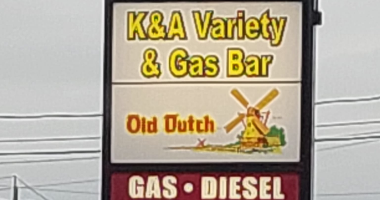 K&A Variety
& Gas Bar
Old Dutch
GAS • DIESEL